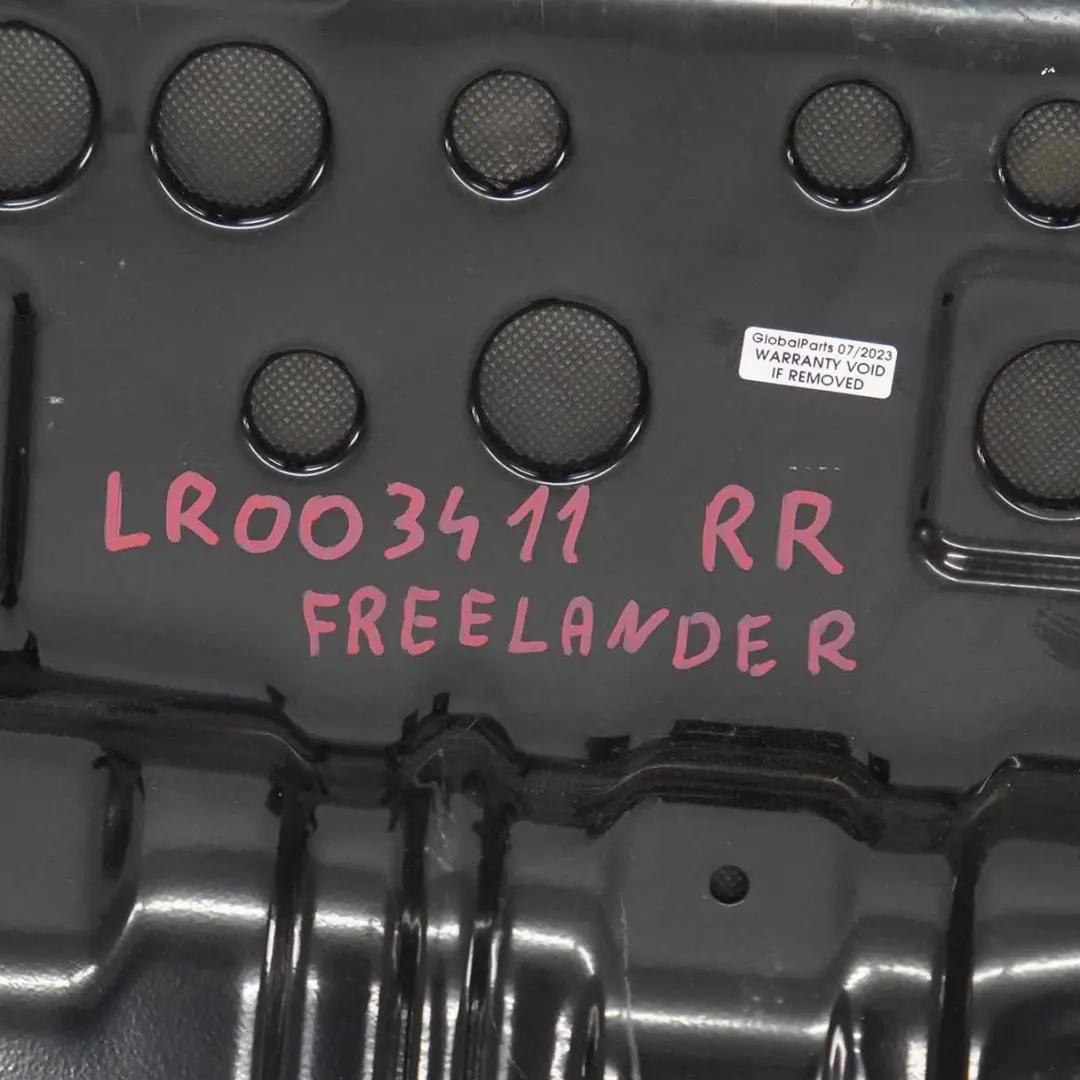 GlobalParts 07/2023
WARRANTY VOID
IF REMOVED
LR003411 RR
FREELANDER